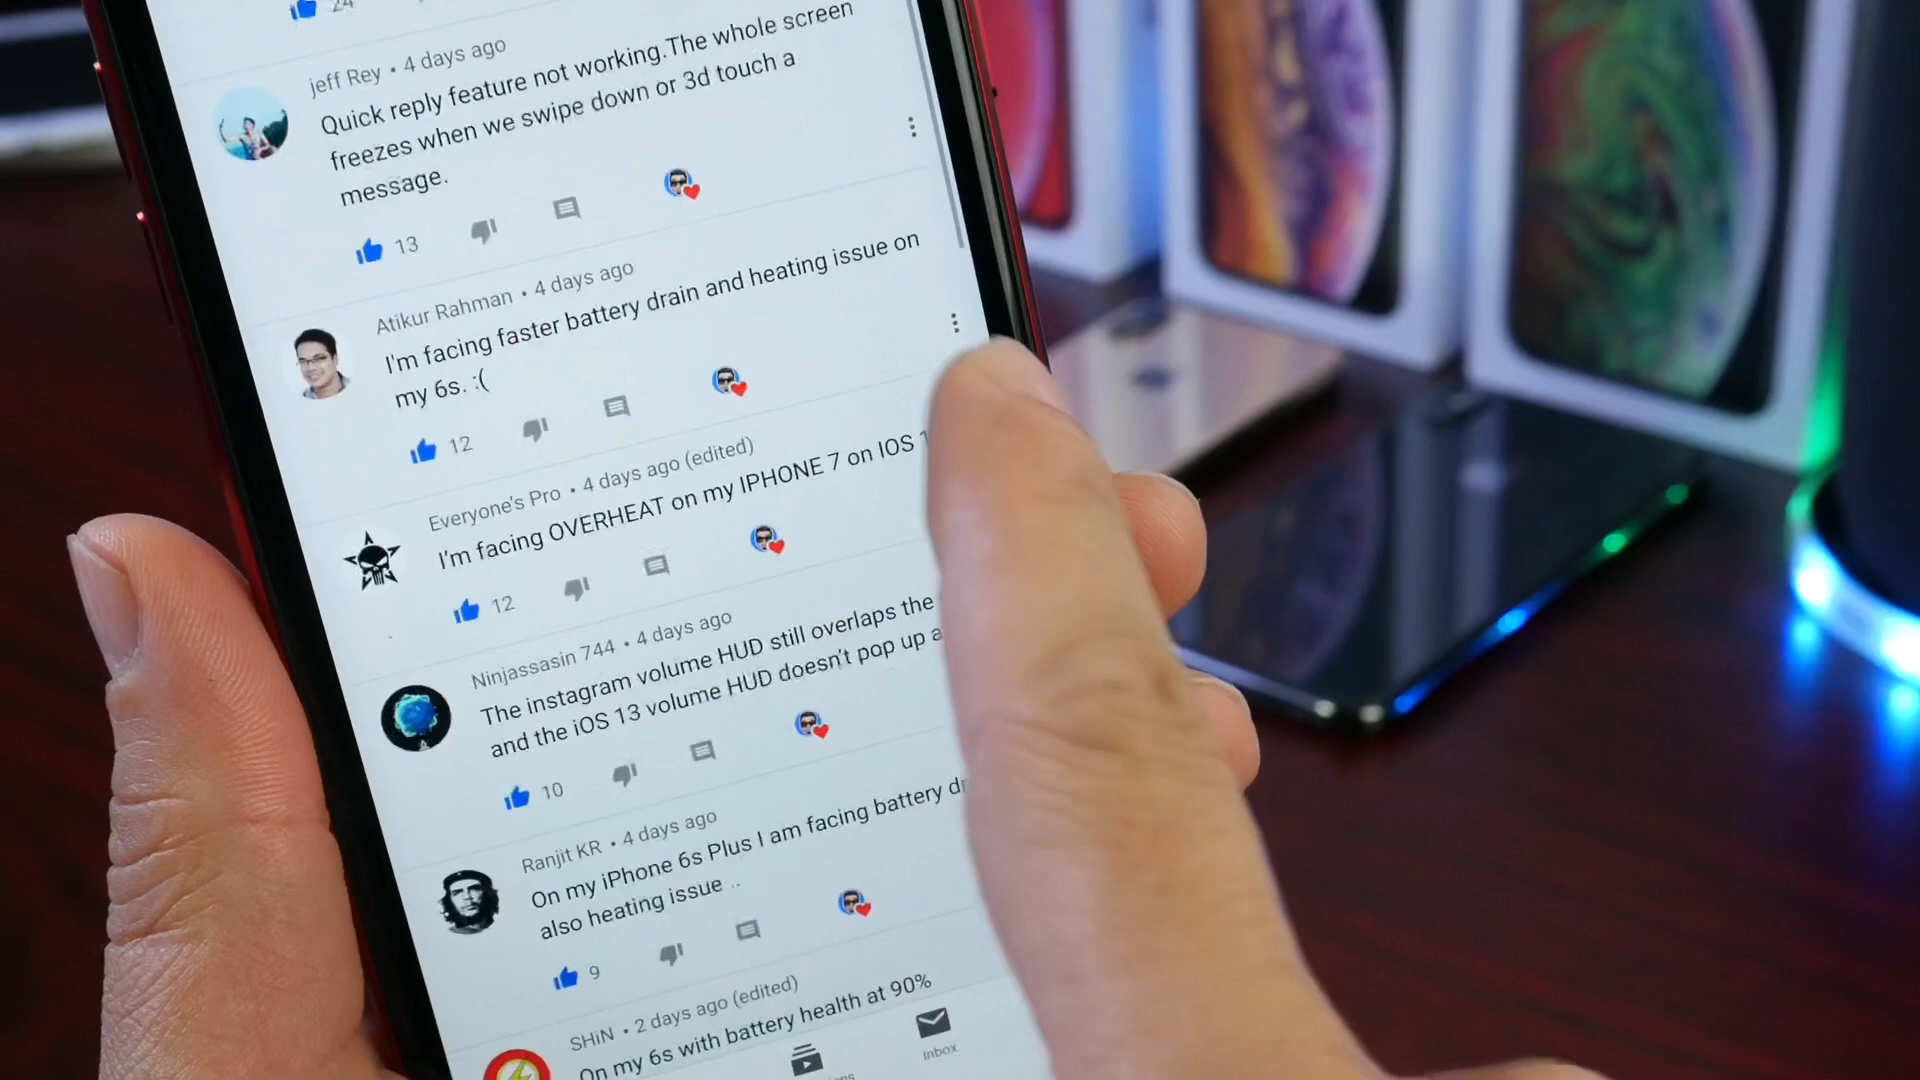 24
jeff Rey • 4 days ago
Quick reply feature not working.The whole screen
freezes when we swipe down or 3d touch a
message.
13
Atikur Rahman • 4 days ago
I'm facing faster battery drain and heating issue on
my 6s. :(
12
Everyone's Pro • 4 days ago (edited)
I'm facing OVERHEAT on my IPHONE 7 on IOS
12
Ninjassasin 744 • 4 days ago
The instagram volume HUD still overlaps the
and the iOS 13 volume HUD doesn't pop up
10
Ranjit KR • 4 days ago
On my iPhone 6s Plus I am facing battery
also heating issue ..
9
SHiN • 2 days ago (edited)
On my 6s with battery health at 90%
Inbox